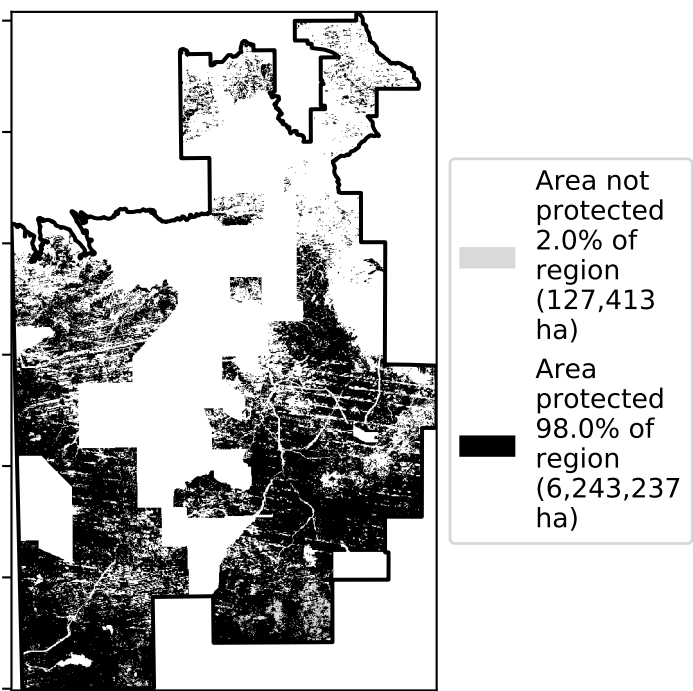 Area not
protected
2.0% of
region
(127,413
ha)
Area
protected
98.0% of
region
(6,243,237
ha)